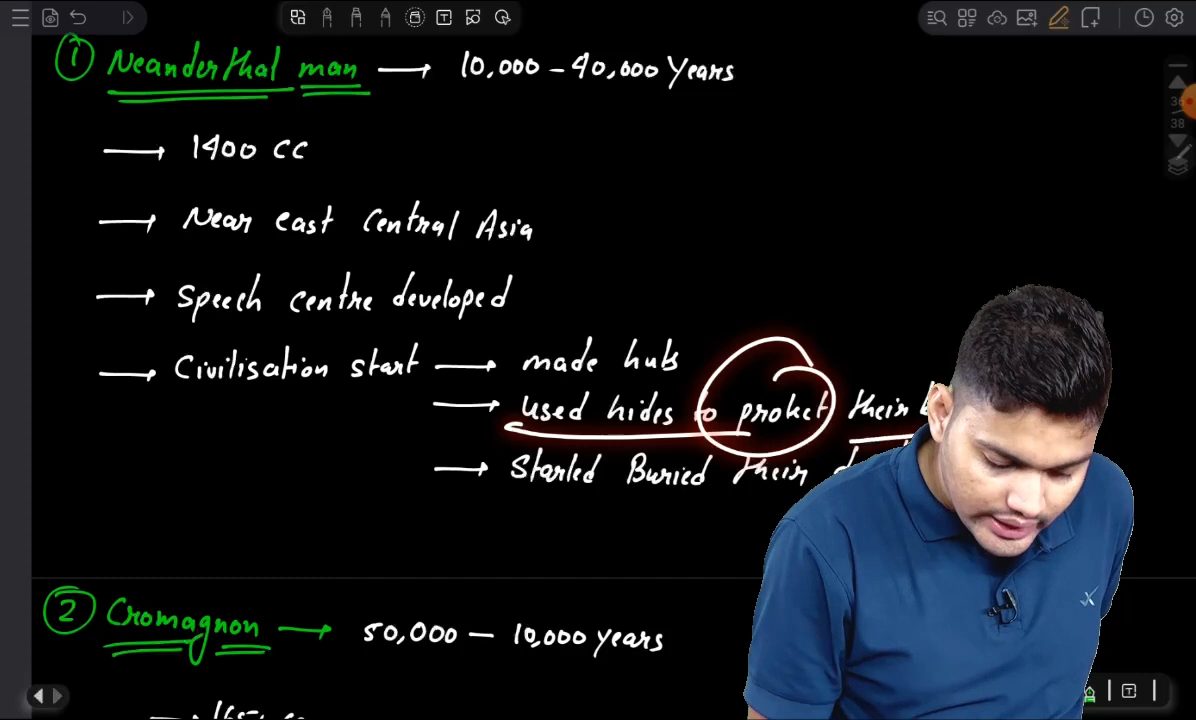 ① Neanderthal man → 10,000 – 40,000 Years
→ 1400 CC
→ Near east Central Asia
→ Speech centre developed
→ Civilisation start → made huts
→ used hides to protect their
→ Started Buried their
② Cromagnon → 50,000 – 10,000 years
38